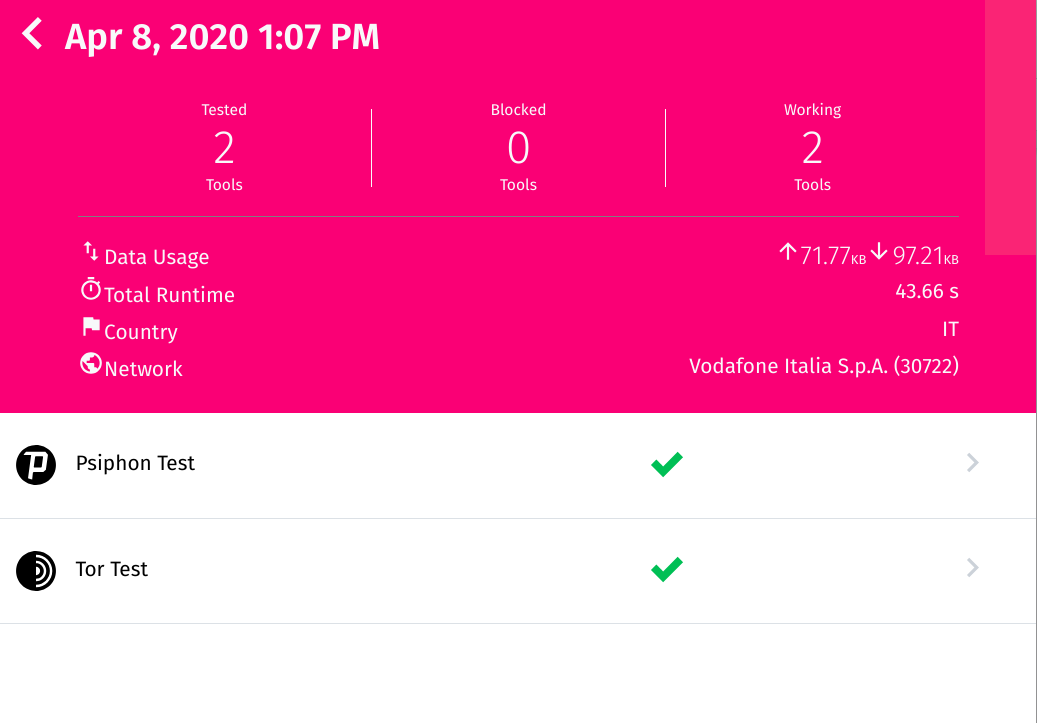 Apr 8, 2020 1:07 PM
Tested Blocked Working
2 0 2
Tools Tools Tools
Data Usage 71.77KB 97.21KB
Total Runtime 43.66 s
Country IT
Network Vodafone Italia S.p.A. (30722)
Psiphon Test
Tor Test